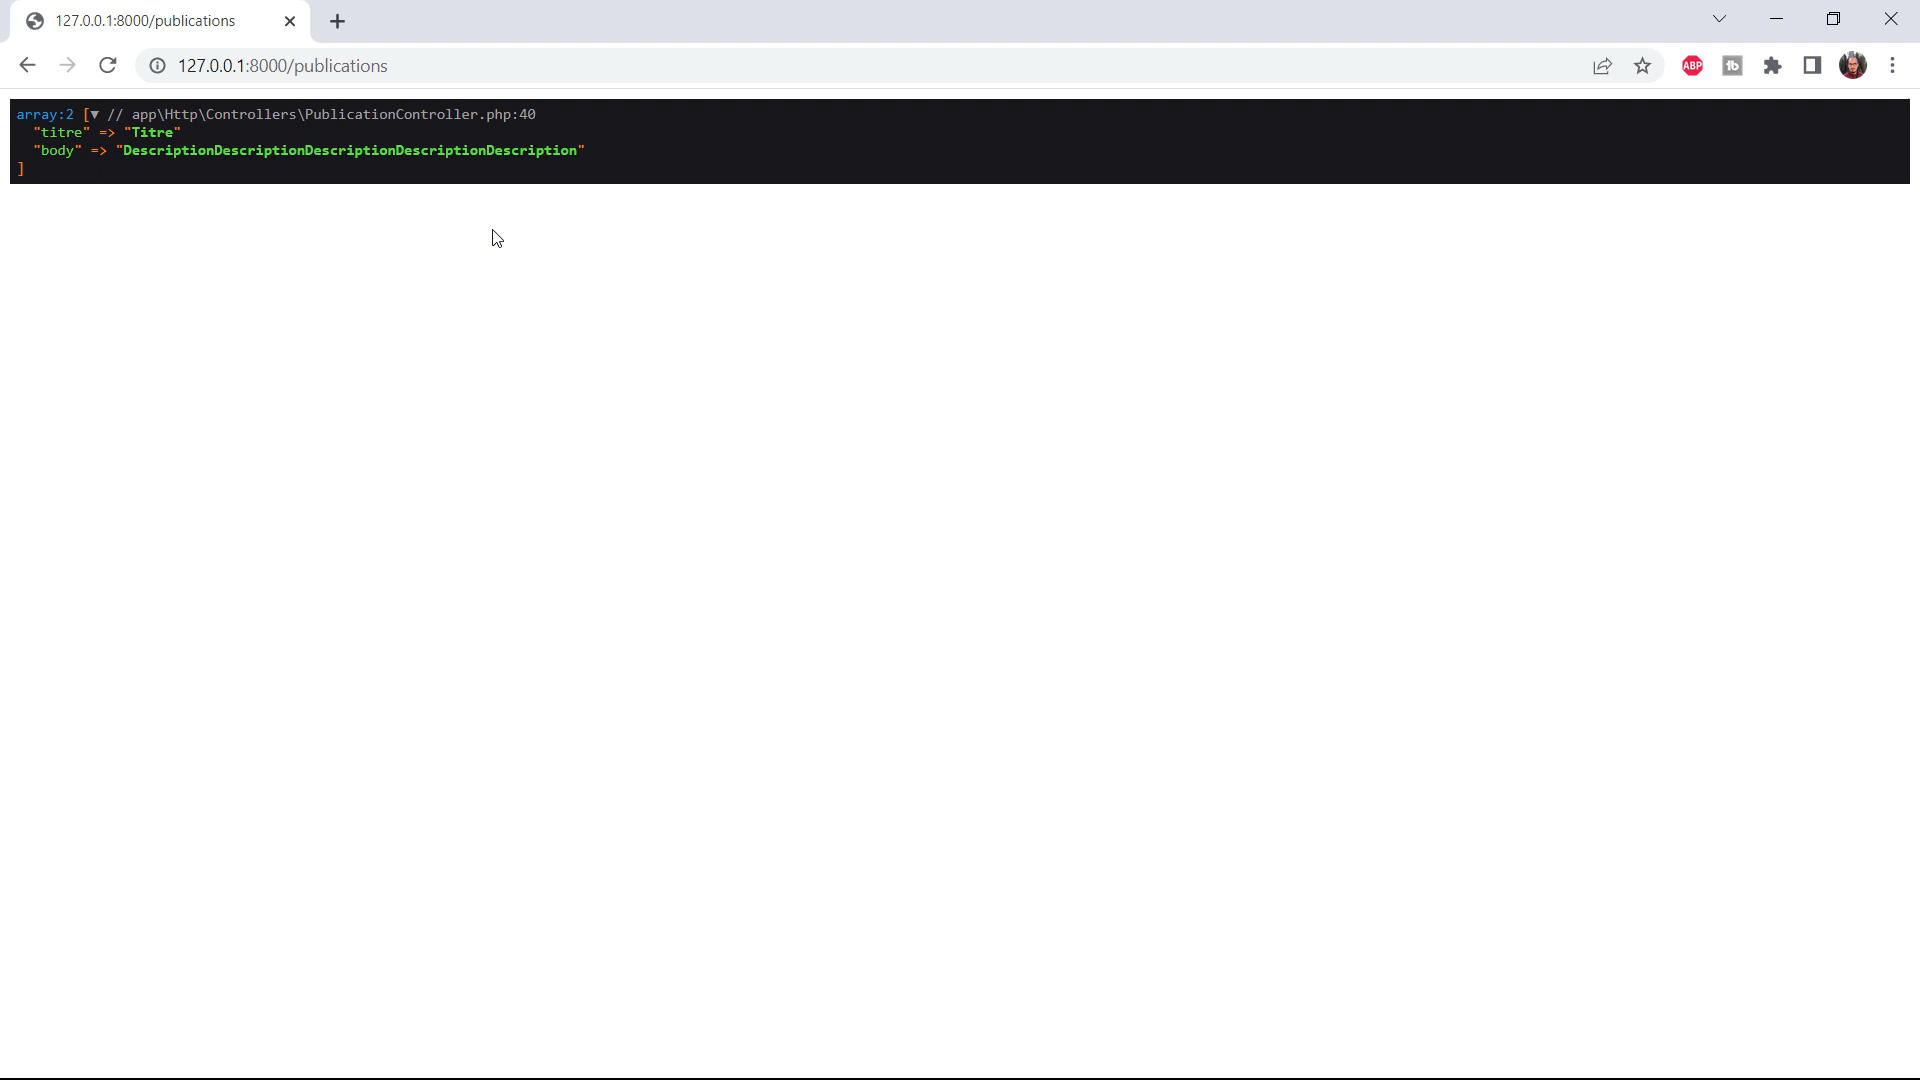 127.0.0.1:8000/publications
127.0.0.1:8000/publications
ABP
array:2 [▼ // app\Http\Controllers\PublicationController.php:40
"titre" => "Titre"
"body" => "DescriptionDescriptionDescriptionDescriptionDescription"
]